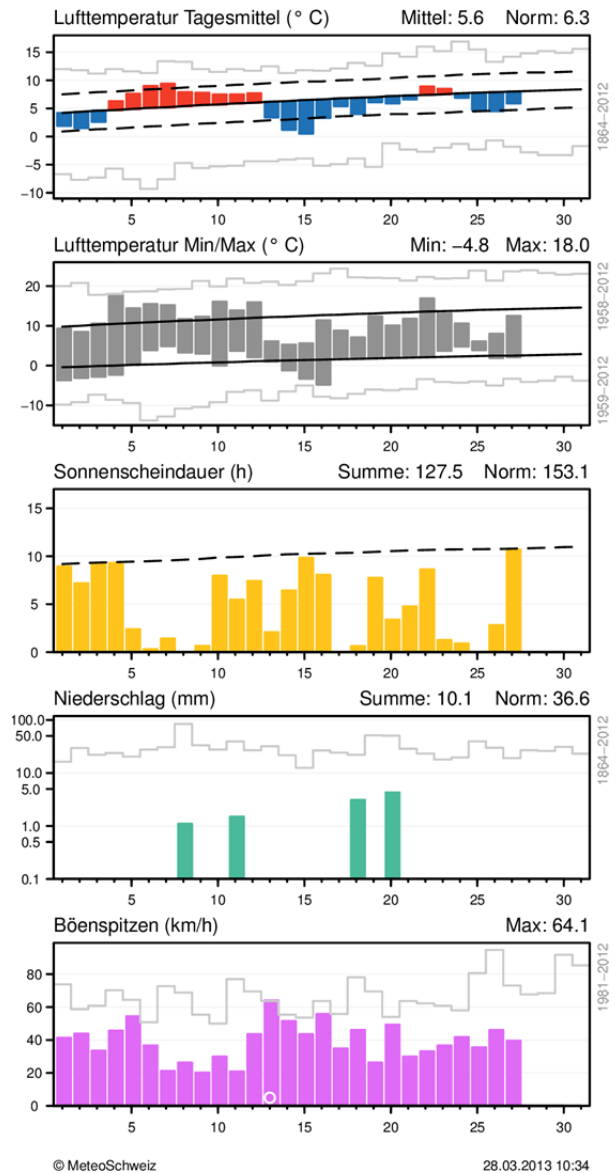 Lufttemperatur Tagesmittel (° C) Mittel: 5.6 Norm: 6.3
15
10
5
0
−5
−10
5 10 15 20 25 30
1864−2012
Lufttemperatur Min/Max (° C) Min: −4.8 Max: 18.0
20
10
0
−10
5 10 15 20 25 30
1959−2012 1958−2012
Sonnenscheindauer (h) Summe: 127.5 Norm: 153.1
15
10
5
0
5 10 15 20 25 30
Niederschlag (mm) Summe: 10.1 Norm: 36.6
100.0
50.0
10.0
5.0
1.0
0.5
0.1
5 10 15 20 25 30
1864−2012
Böenspitzen (km/h) Max: 64.1
80
60
40
20
0
5 10 15 20 25 30
1981−2012
© MeteoSchweiz 28.03.2013 10:34